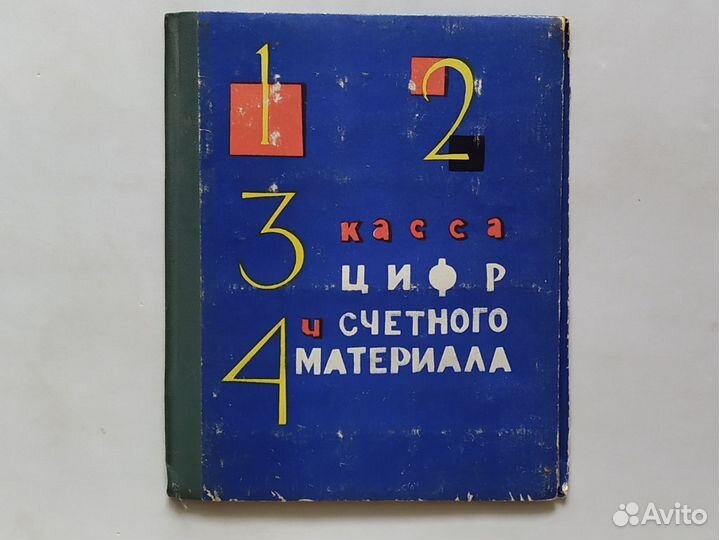 1 2
3 касса
цифр
4 и СЧЕТНОГО
МАТЕРИАЛА
Avito